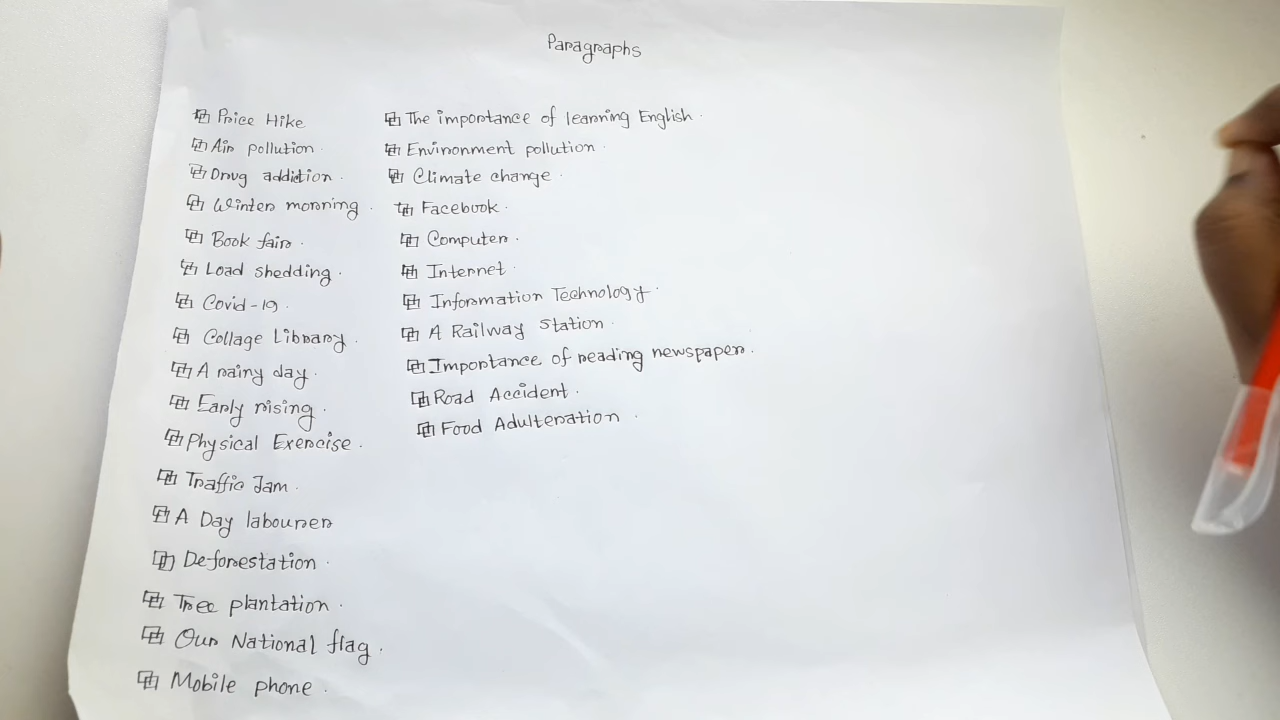 Paragraphs
Price Hike
Air pollution.
Drug addiction.
Winter morning.
Book fair.
Load shedding.
Covid-19.
Collage Library.
A rainy day.
Early rising.
Physical Exercise.
Traffic Jam.
A Day labourer
Deforestation.
Tree plantation.
Our National flag.
Mobile phone.
The importance of learning English.
Environment pollution.
Climate change.
Facebook.
Computer.
Internet.
Information Technology.
A Railway Station.
Importance of reading newspaper.
Road Accident.
Food Adulteration.